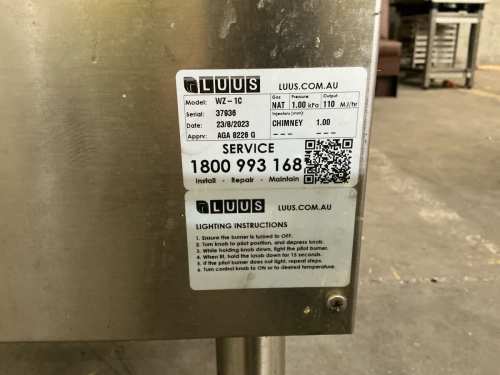 LUUS LUUS.COM.AU
Model: WZ-1C
Serial: 37936
Date: 23/8/2023
Apprv: AGA 8226 G
Gas Pressure Output
NAT 1.00 kPa 110 MJ/hr
Injectors (mm)
CHIMNEY 1.00
--- ---
SERVICE
1800 993 168
Install · Repair · Maintain
LUUS LUUS.COM.AU
LIGHTING INSTRUCTIONS
1. Ensure the burner is turned to OFF.
2. Turn knob to pilot position, and depress knob.
3. While holding knob down, light the pilot burner.
4. When lit, hold the knob down for 15 seconds.
5. If the pilot burner does not light, repeat steps.
6. Turn control knob to ON or to desired temperature.